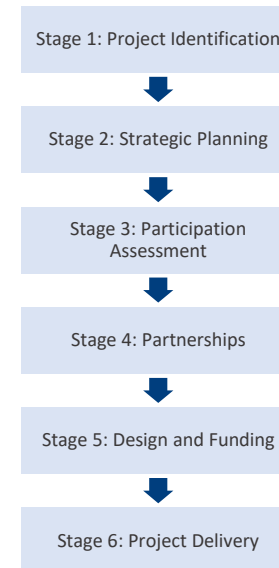 Stage 1: Project Identification
Stage 2: Strategic Planning
Stage 3: Participation
Assessment
Stage 4: Partnerships
Stage 5: Design and Funding
Stage 6: Project Delivery